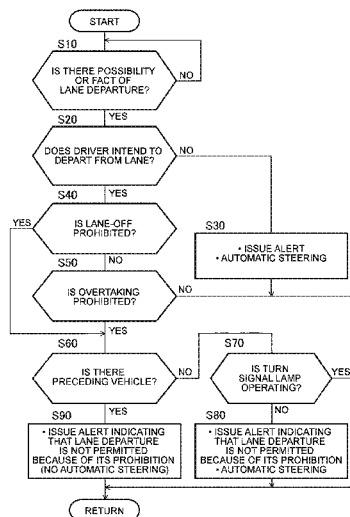 START
S10
IS THERE POSSIBILITY
OR FACT OF
LANE DEPARTURE?
NO
YES
S20
DOES DRIVER INTEND TO
DEPART FROM LANE?
NO
YES
S40
IS LANE-OFF
PROHIBITED?
YES
NO
S30
• ISSUE ALERT
• AUTOMATIC STEERING
S50
IS OVERTAKING
PROHIBITED?
NO
YES
S60
IS THERE
PRECEDING VEHICLE?
NO
YES
S70
IS TURN
SIGNAL LAMP
OPERATING?
YES
NO
S90
• ISSUE ALERT INDICATING
THAT LANE DEPARTURE
IS NOT PERMITTED
BECAUSE OF ITS PROHIBITION
(NO AUTOMATIC STEERING)
S80
• ISSUE ALERT INDICATING
THAT LANE DEPARTURE
IS NOT PERMITTED
BECAUSE OF ITS PROHIBITION
• AUTOMATIC STEERING
RETURN